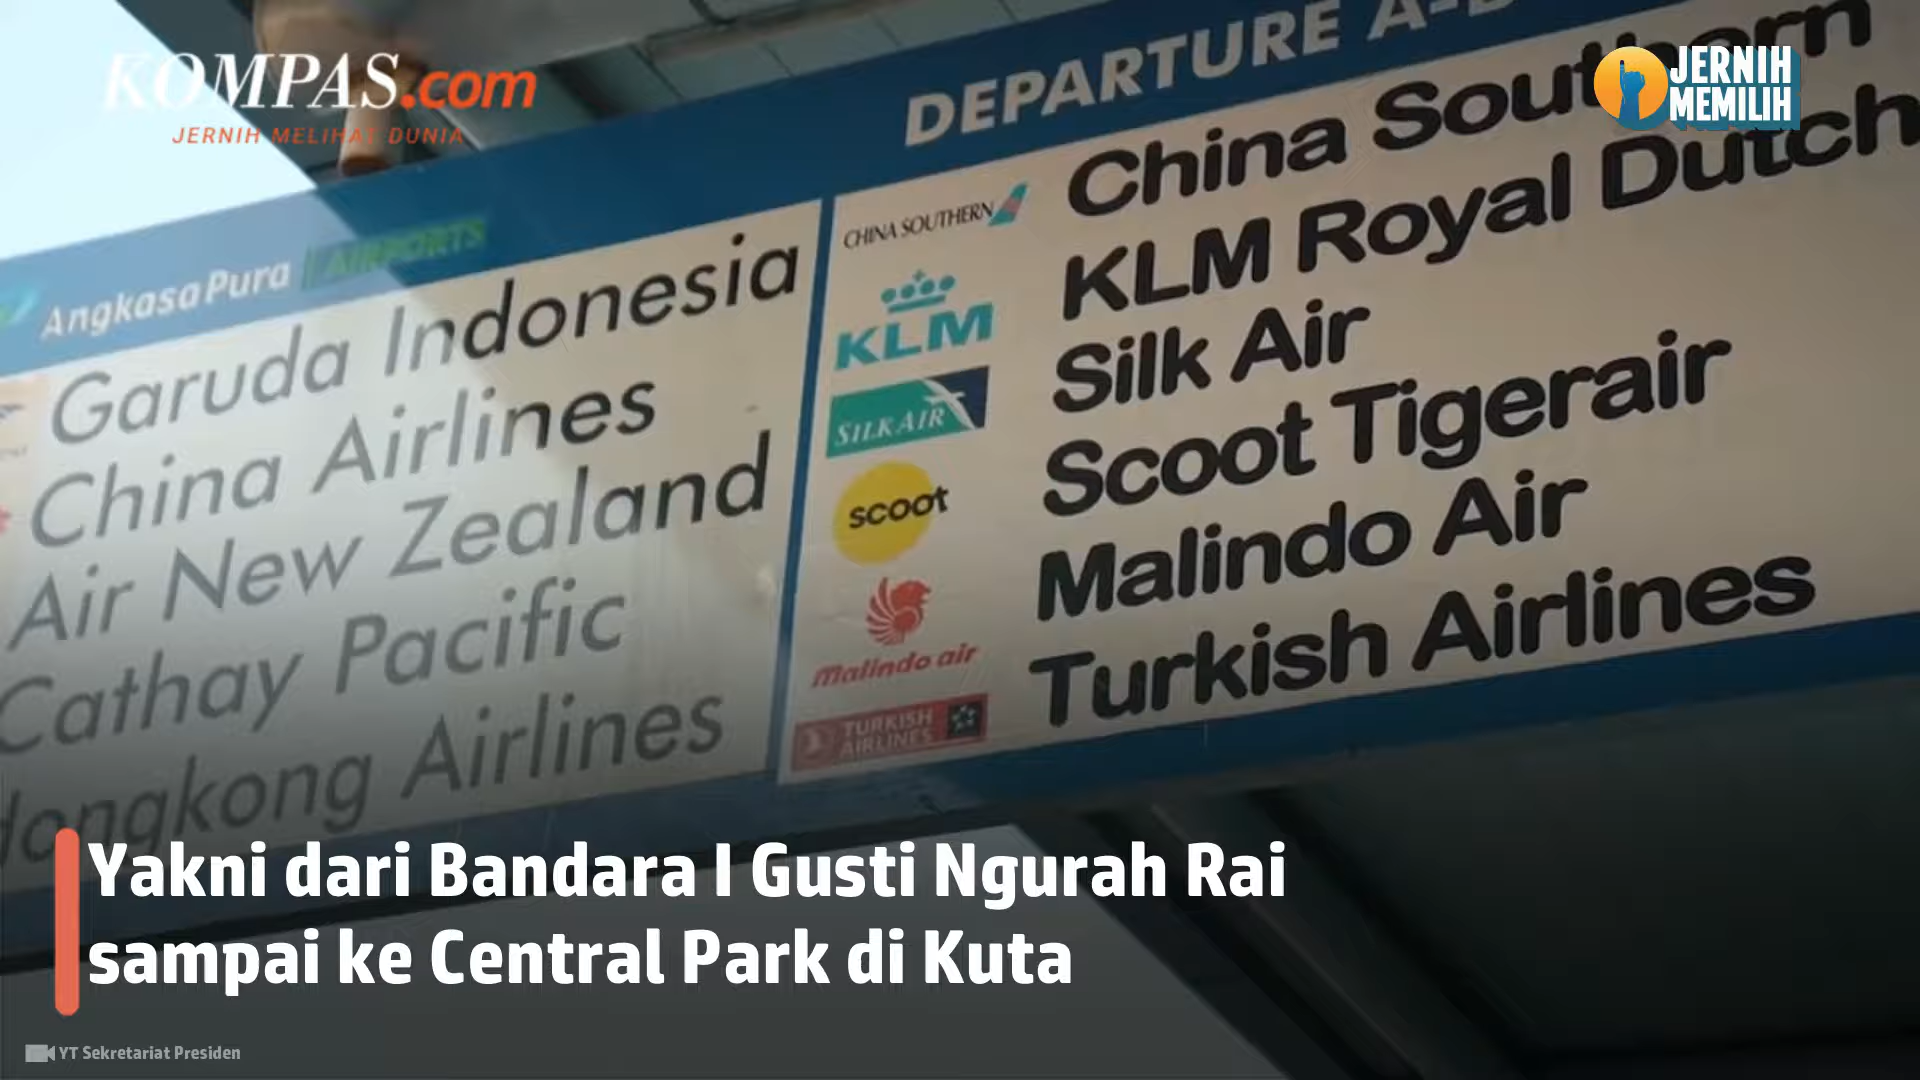 KOMPAS.com
JERNIH MELIHAT DUNIA
JERNIH
MEMILIH
DEPARTURE
AngkasaPura | AIRPORTS
Garuda Indonesia
China Airlines
Air New Zealand
Cathay Pacific
Airlines
CHINA SOUTHERN
China Southern
KLM
KLM Royal Dutch
SILKAIR
Silk Air
scoot
Scoot Tigerair
Malindo air
Malindo Air
TURKISH
AIRLINES
Turkish Airlines
Yakni dari Bandara I Gusti Ngurah Rai
sampai ke Central Park di Kuta
YT Sekretariat Presiden